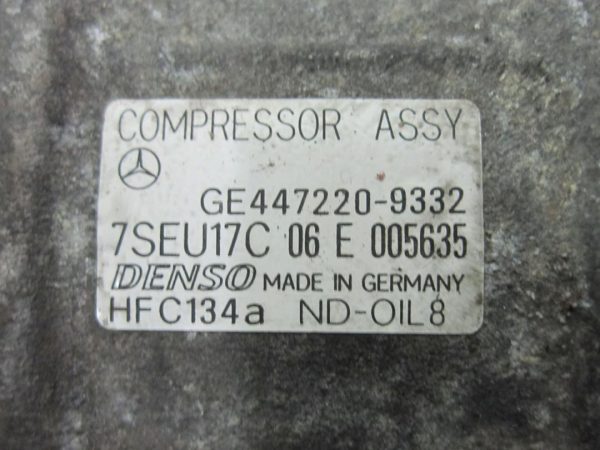 COMPRESSOR ASSY
GE447220-9332
7SEU17C 06 E 005635
DENSO MADE IN GERMANY
HFC134a ND-OIL8